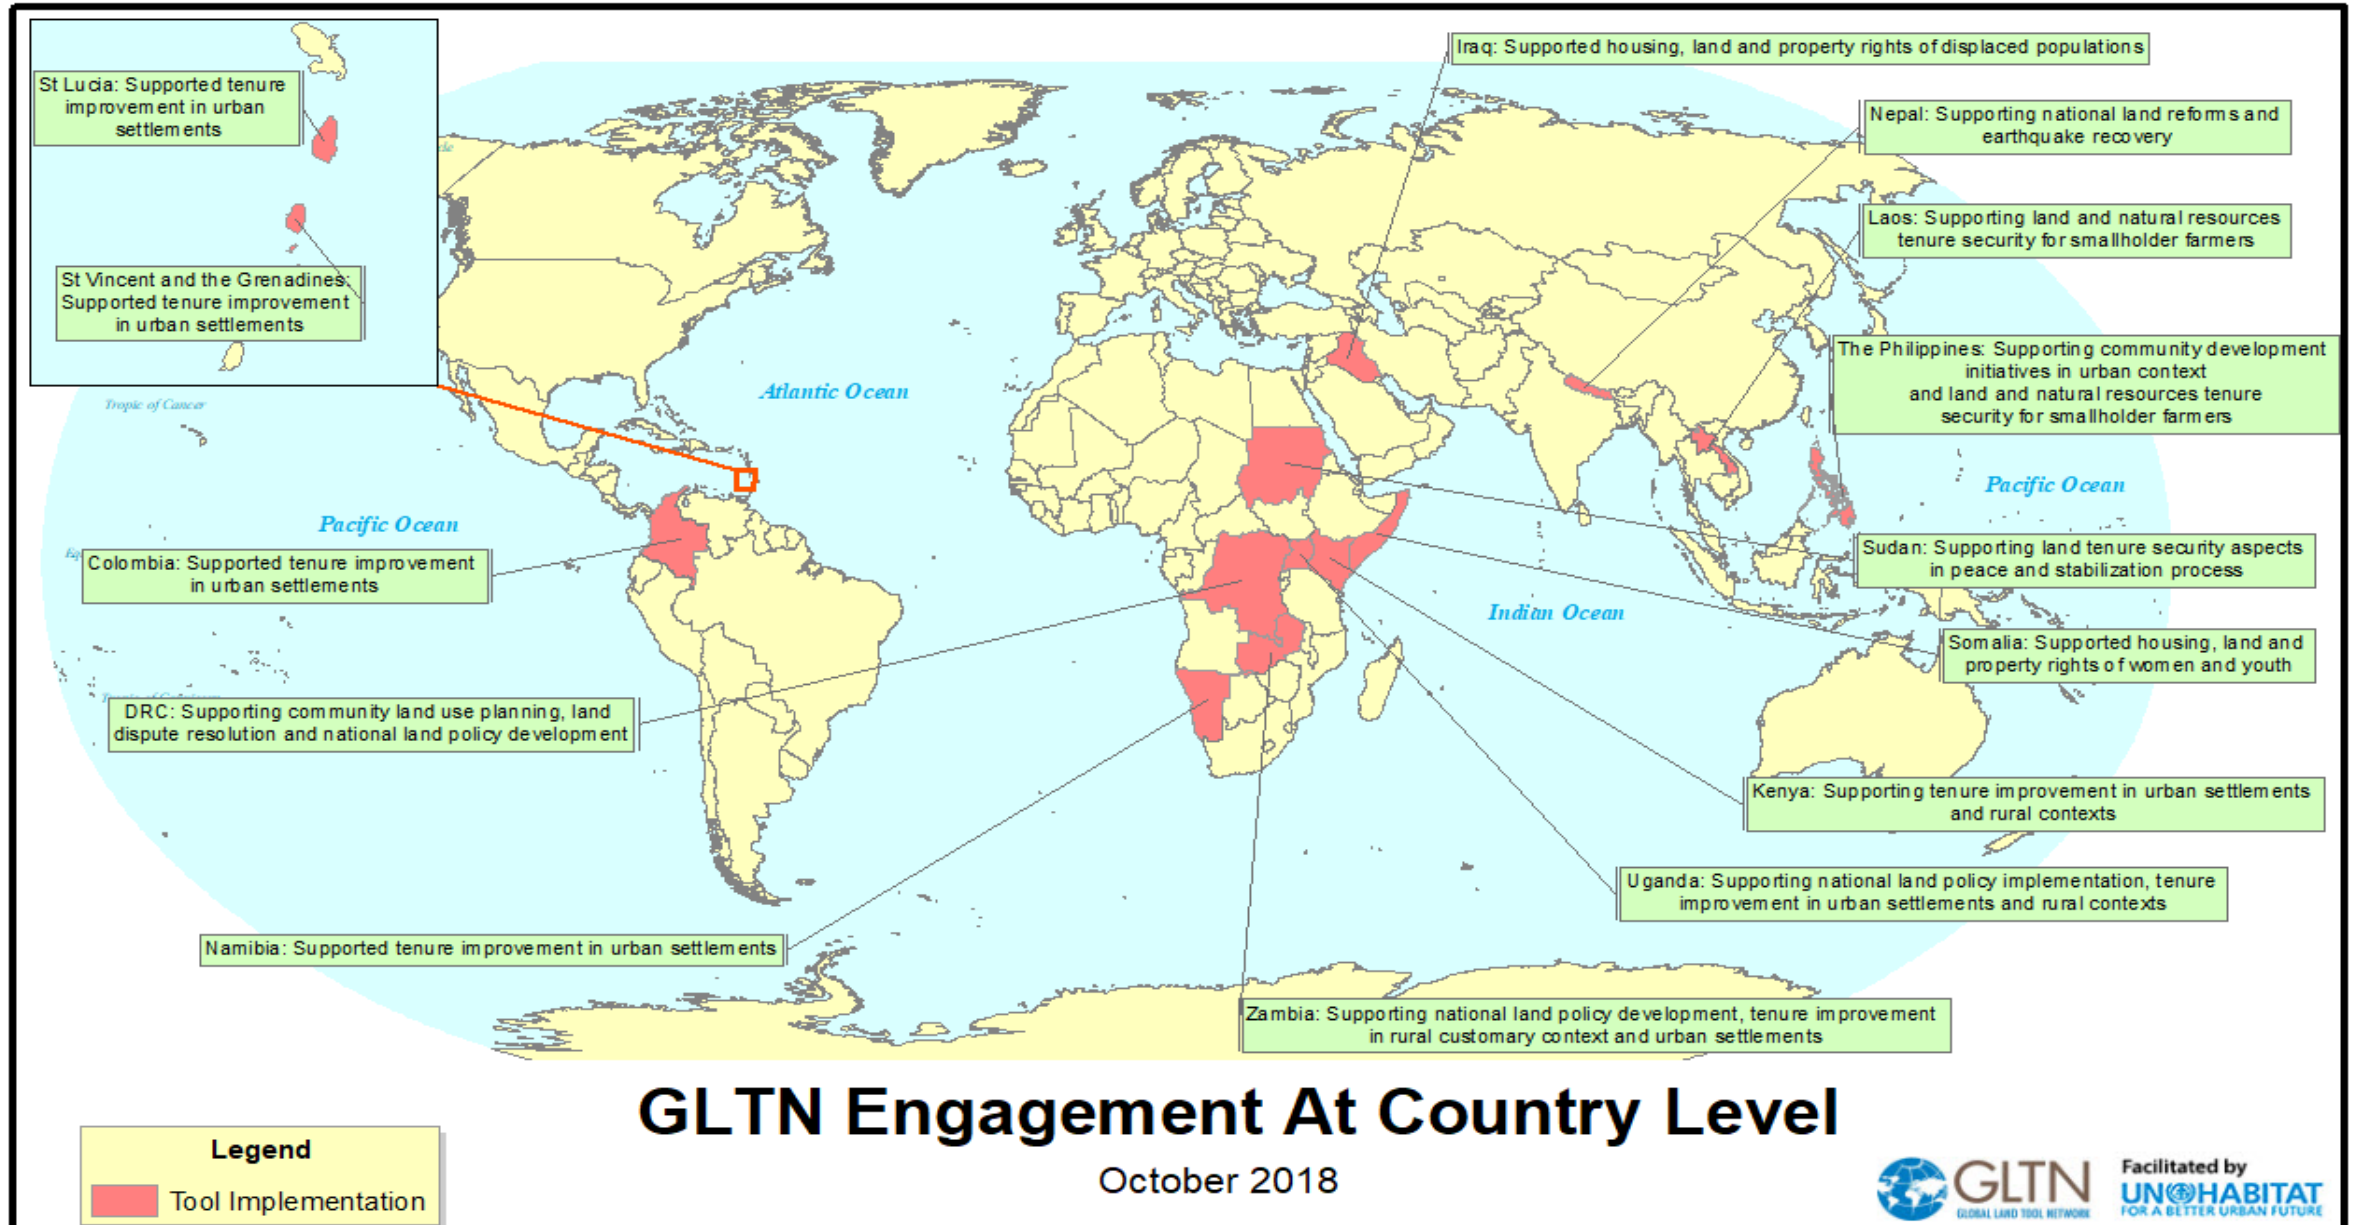 St Lucia: Supported tenure
improvement in urban
settlements
St Vincent and the Grenadines:
Supported tenure improvement
in urban settlements
Iraq: Supported housing, land and property rights of displaced populations
Nepal: Supporting national land reforms and
earthquake recovery
Laos: Supporting land and natural resources
tenure security for smallholder farmers
The Philippines: Supporting community development
initiatives in urban context
and land and natural resources tenure
security for smallholder farmers
Atlantic Ocean
Tropic of Cancer
Pacific Ocean
Pacific Ocean
Colombia: Supported tenure improvement
in urban settlements
Sudan: Supporting land tenure security aspects
in peace and stabilization process
Indian Ocean
Somalia: Supported housing, land and
property rights of women and youth
DRC: Supporting community land use planning, land
dispute resolution and national land policy development
Kenya: Supporting tenure improvement in urban settlements
and rural contexts
Uganda: Supporting national land policy implementation, tenure
improvement in urban settlements and rural contexts
Namibia: Supported tenure improvement in urban settlements
Zambia: Supporting national land policy development, tenure improvement
in rural customary context and urban settlements
GLTN Engagement At Country Level
October 2018
Legend
Tool Implementation
GLTN
GLOBAL LAND TOOL NETWORK
Facilitated by
UN HABITAT
FOR A BETTER URBAN FUTURE